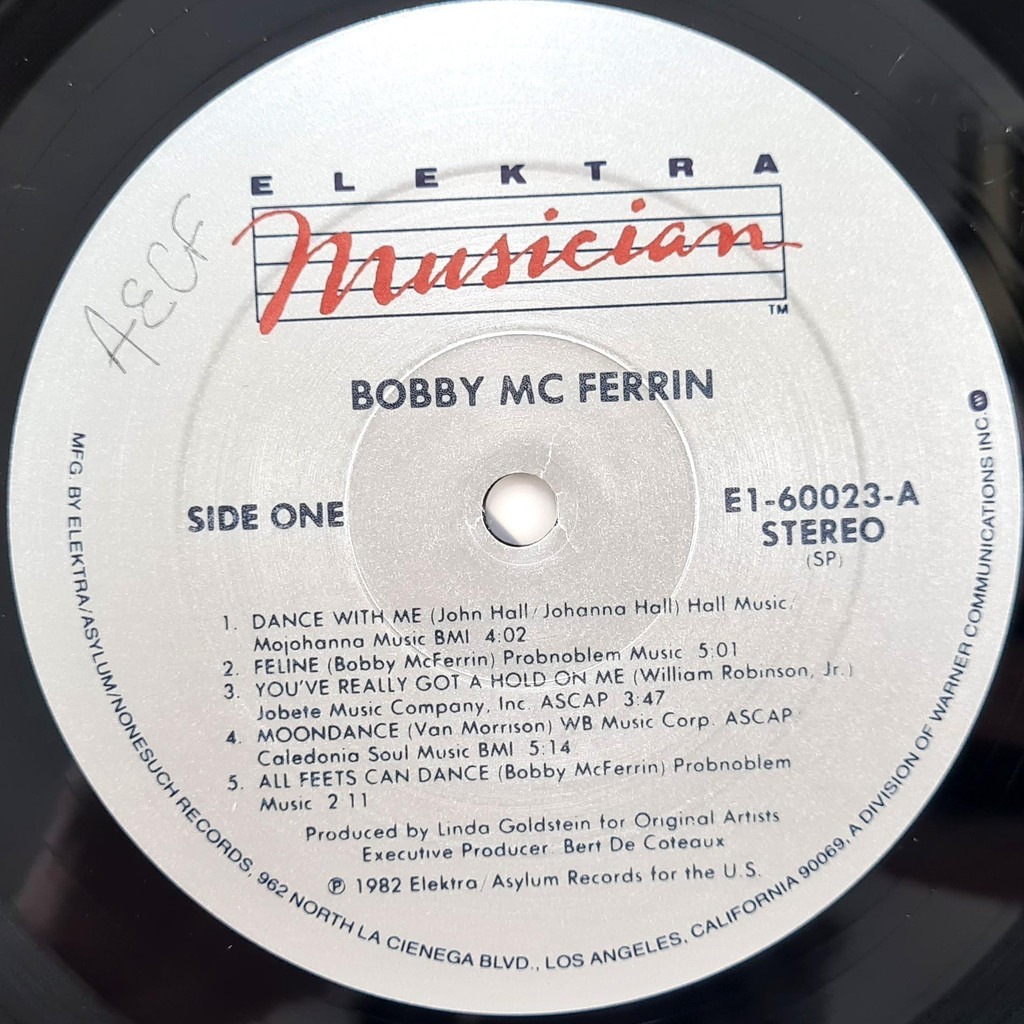 ELEKTRA
Musician
TM
AECF
BOBBY MC FERRIN
SIDE ONE
E1-60023-A
STEREO
(SP)
1. DANCE WITH ME (John Hall/Johanna Hall) Hall Music,
Mojohanna Music BMI 4:02
2. FELINE (Bobby McFerrin) Probnoblem Music 5:01
3. YOU'VE REALLY GOT A HOLD ON ME (William Robinson, Jr.)
Jobete Music Company, Inc. ASCAP 3:47
4. MOONDANCE (Van Morrison) WB Music Corp. ASCAP
Caledonia Soul Music BMI 5:14
5. ALL FEETS CAN DANCE (Bobby McFerrin) Probnoblem
Music 2:11
Produced by Linda Goldstein for Original Artists
Executive Producer: Bert De Coteaux
℗ 1982 Elektra/Asylum Records for the U.S.
MFG. BY ELEKTRA/ASYLUM/NONESUCH RECORDS, 962 NORTH LA CIENEGA BLVD., LOS ANGELES, CALIFORNIA 90069, A DIVISION OF WARNER COMMUNICATIONS INC.